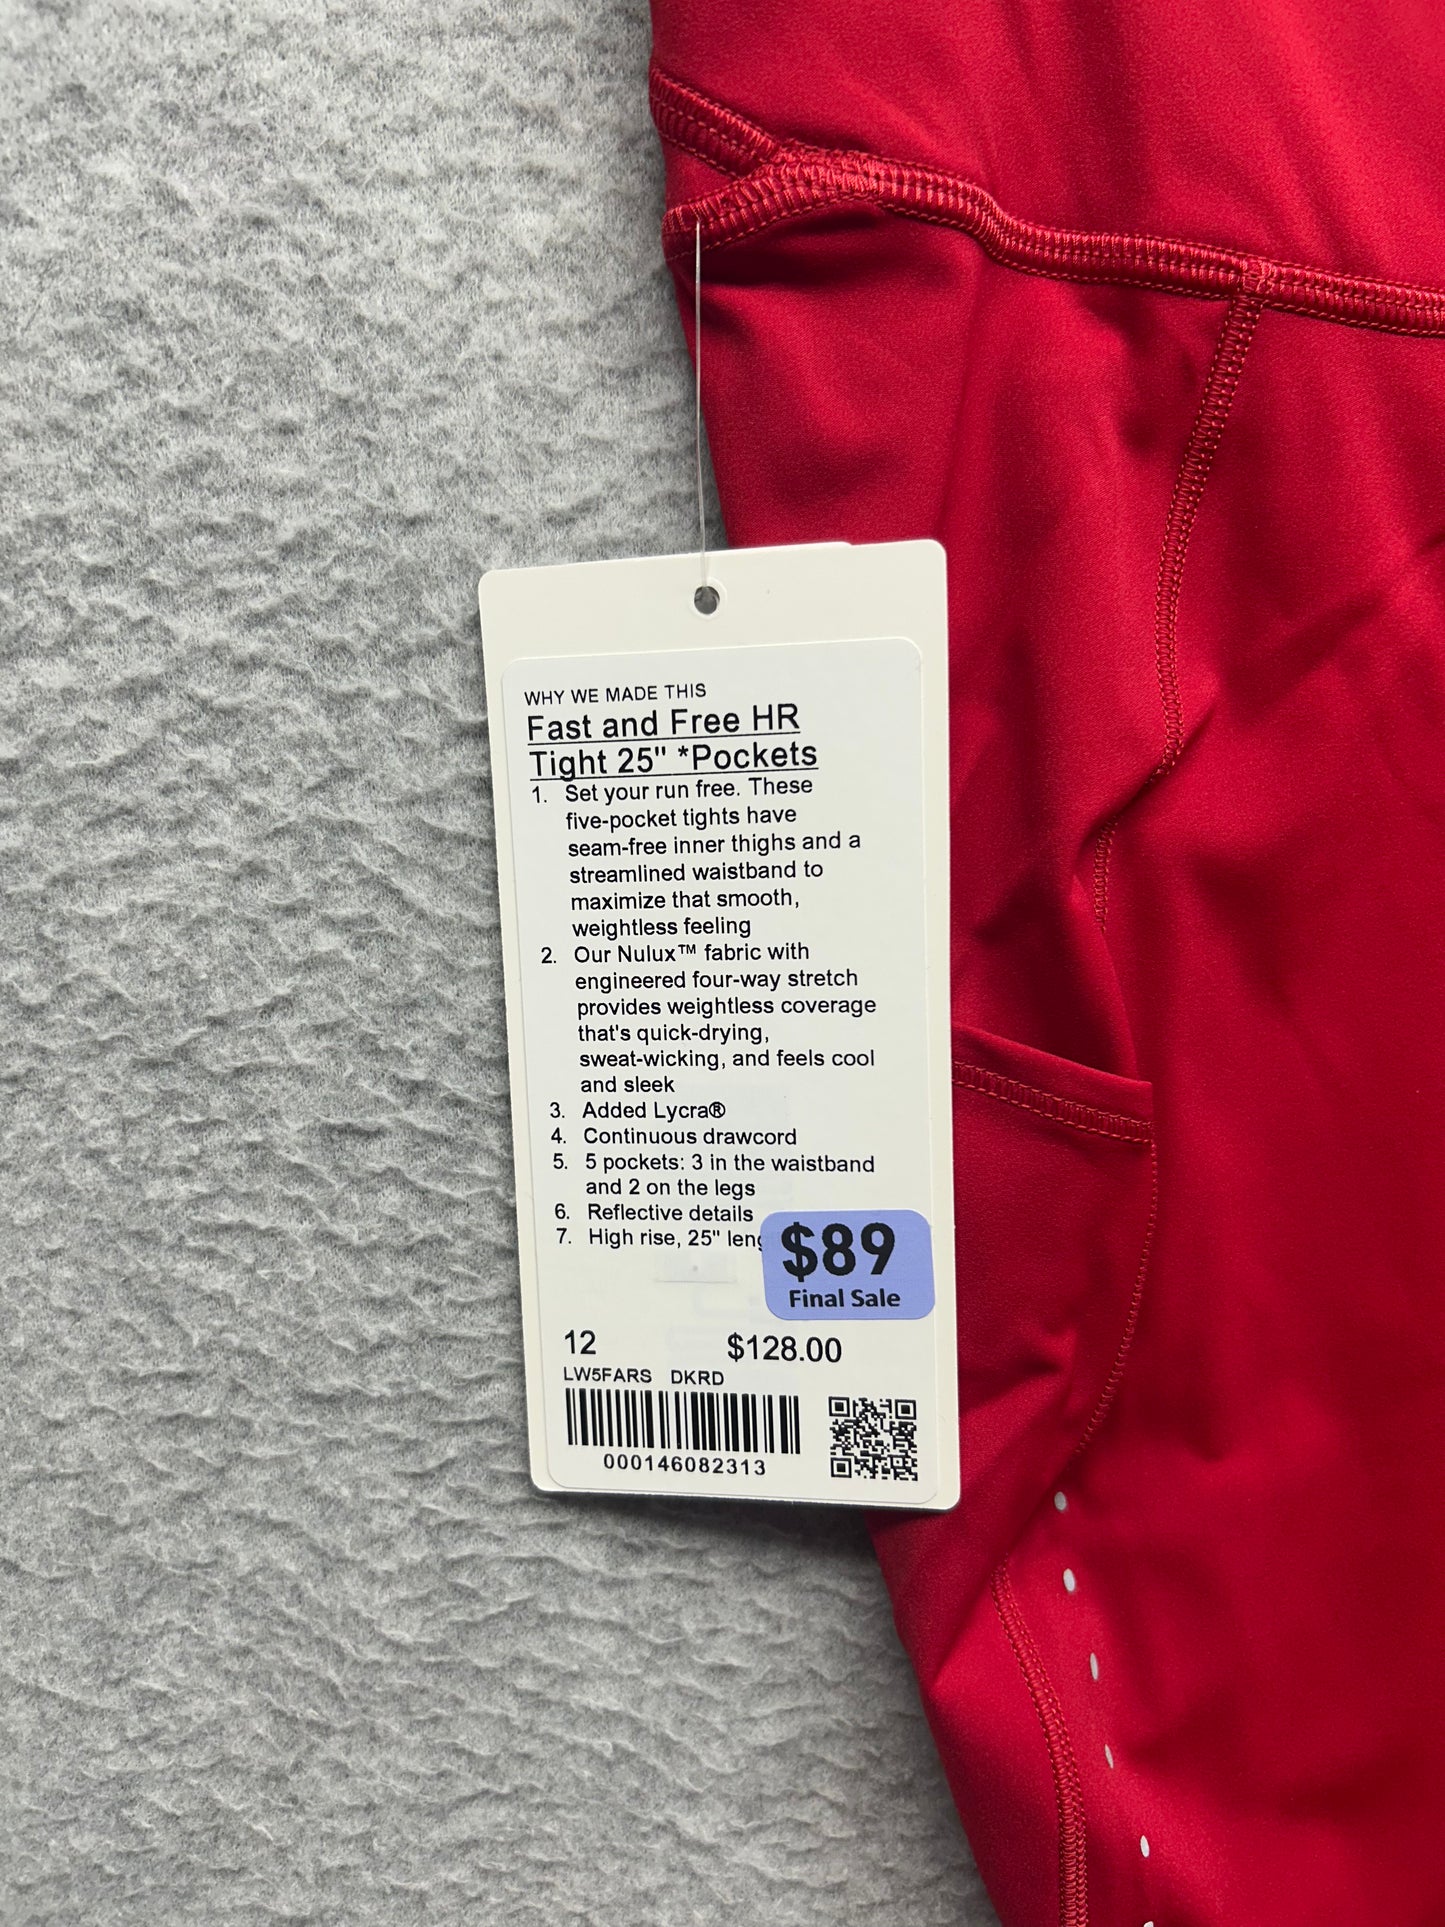 WHY WE MADE THIS
Fast and Free HR
Tight 25" *Pockets
1. Set your run free. These
five-pocket tights have
seam-free inner thighs and a
streamlined waistband to
maximize that smooth,
weightless feeling
2. Our Nulux™ fabric with
engineered four-way stretch
provides weightless coverage
that's quick-drying,
sweat-wicking, and feels cool
and sleek
3. Added Lycra®
4. Continuous drawcord
5. 5 pockets: 3 in the waistband
and 2 on the legs
6. Reflective details
7. High rise, 25"
$89
Final Sale
12 $128.00
LW5FARS DKRD
000146082313